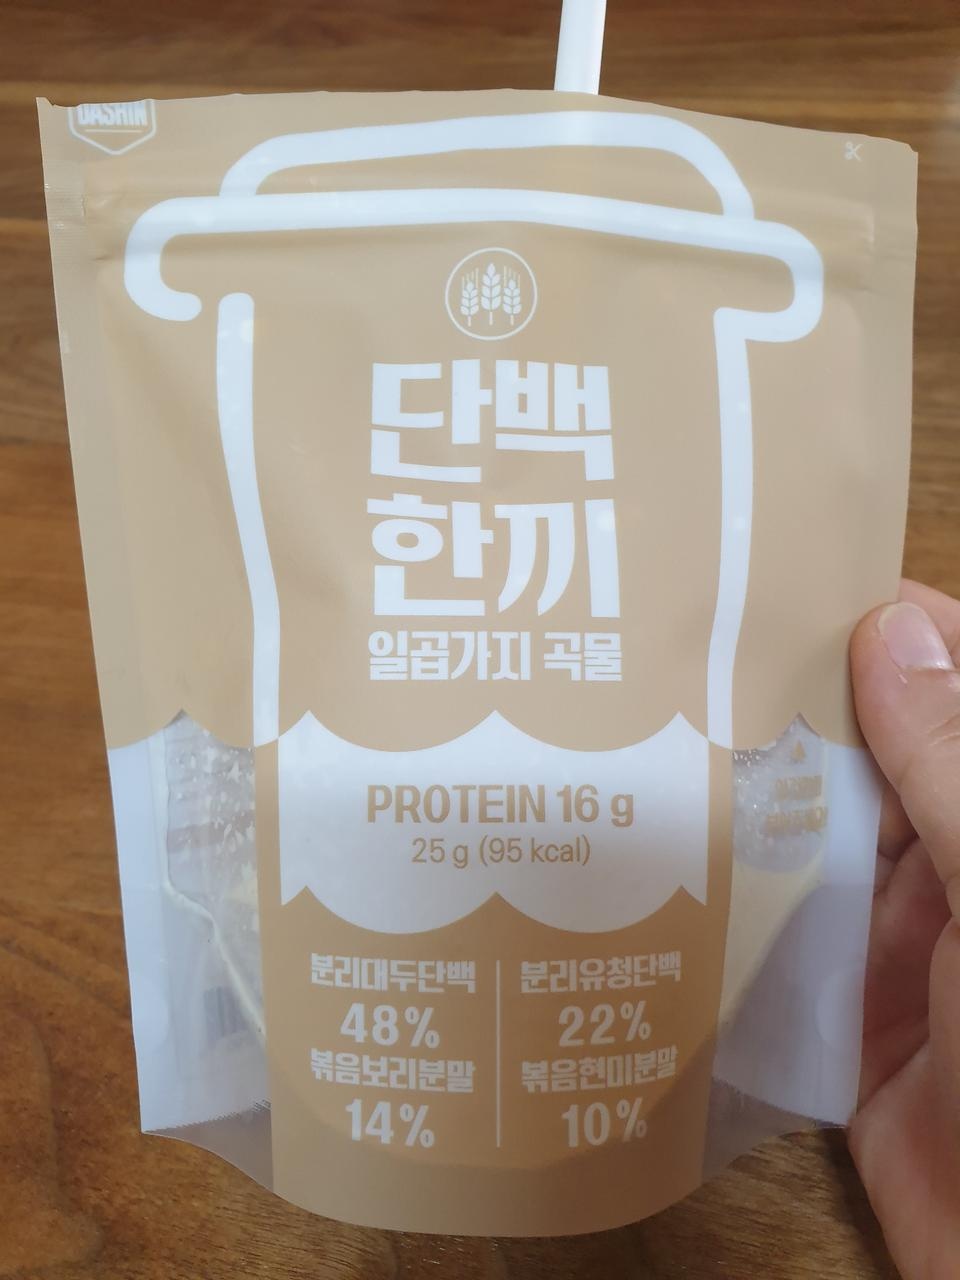 DASHIN
단백
한끼
일곱가지 곡물
PROTEIN 16 g
25 g (95 kcal)
분리대두단백
48%
볶음보리분말
14%
분리유청단백
22%
볶음현미분말
10%